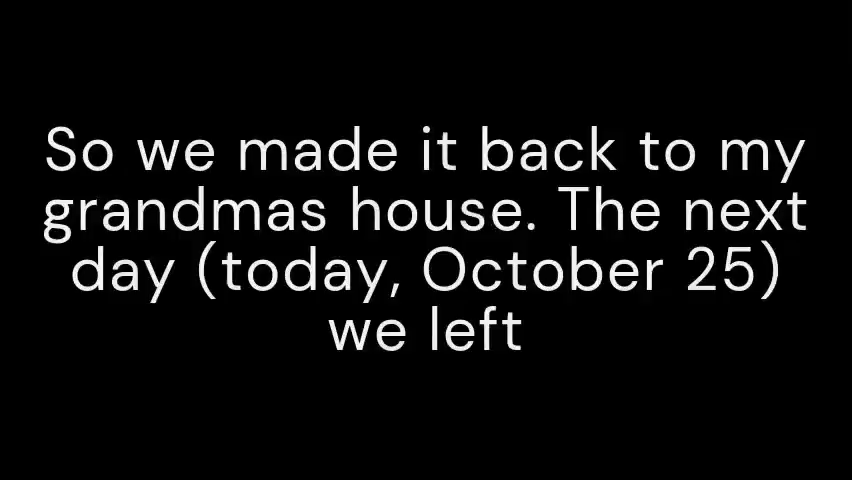 So we made it back to my
grandmas house. The next
day (today, October 25)
we left